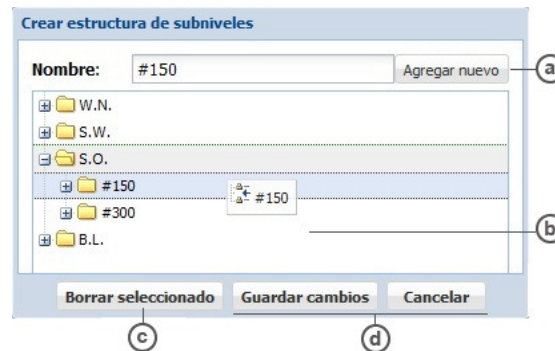 Crear estructura de subniveles
Nombre: #150 Agregar nuevo a
W.N.
S.W.
S.O.
#150
#150
#300
b
B.L.
Borrar seleccionado Guardar cambios Cancelar
c d